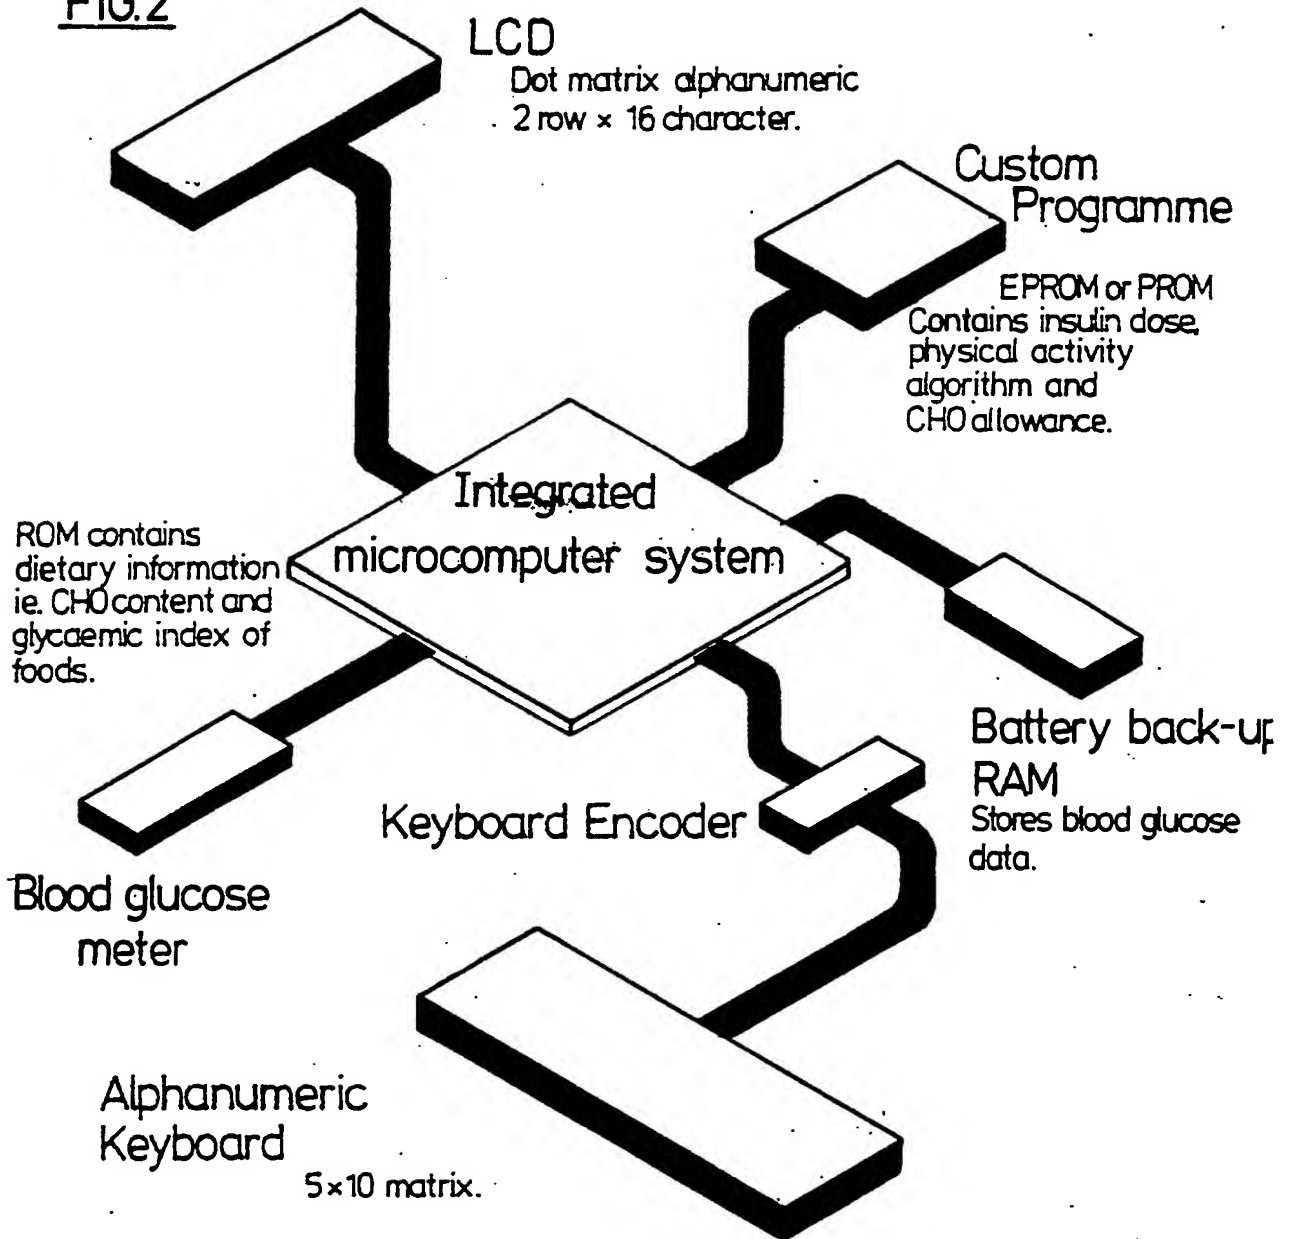 FIG.2
LCD
Dot matrix alphanumeric
2 row × 16 character.
Custom
Programme
EPROM or PROM
Contains insulin dose,
physical activity
algorithm and
CHO allowance.
Integrated
microcomputer system
ROM contains
dietary information
ie. CHO content and
glycaemic index of
foods.
Battery back-up
RAM
Stores blood glucose
data.
Keyboard Encoder
Blood glucose
meter
Alphanumeric
Keyboard
5×10 matrix.